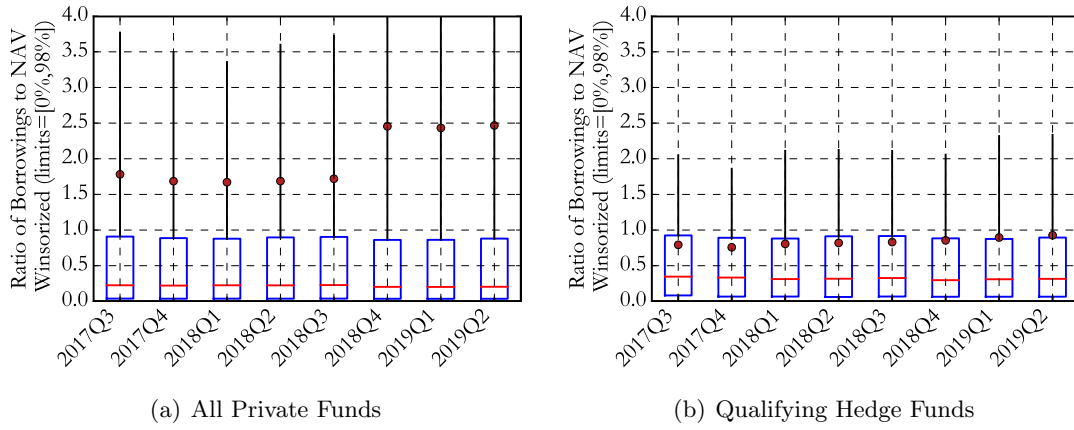 Ratio of Borrowings to NAV
Winsorized (limits=[0%,98%]
4.0
3.5
3.0
2.5
2.0
1.5
1.0
0.5
0.0
2017Q3
2017Q4
2018Q1
2018Q2
2018Q3
2018Q4
2019Q1
2019Q2
(a) All Private Funds
Ratio of Borrowings to NAV
Winsorized (limits=[0%,98%]
4.0
3.5
3.0
2.5
2.0
1.5
1.0
0.5
0.0
2017Q3
2017Q4
2018Q1
2018Q2
2018Q3
2018Q4
2019Q1
2019Q2
(b) Qualifying Hedge Funds